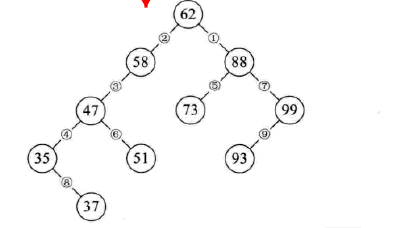 62
② ①
58 88
③ ⑤ ⑦
47 73 99
④ ⑥ ⑨
35 51 93
⑧
37